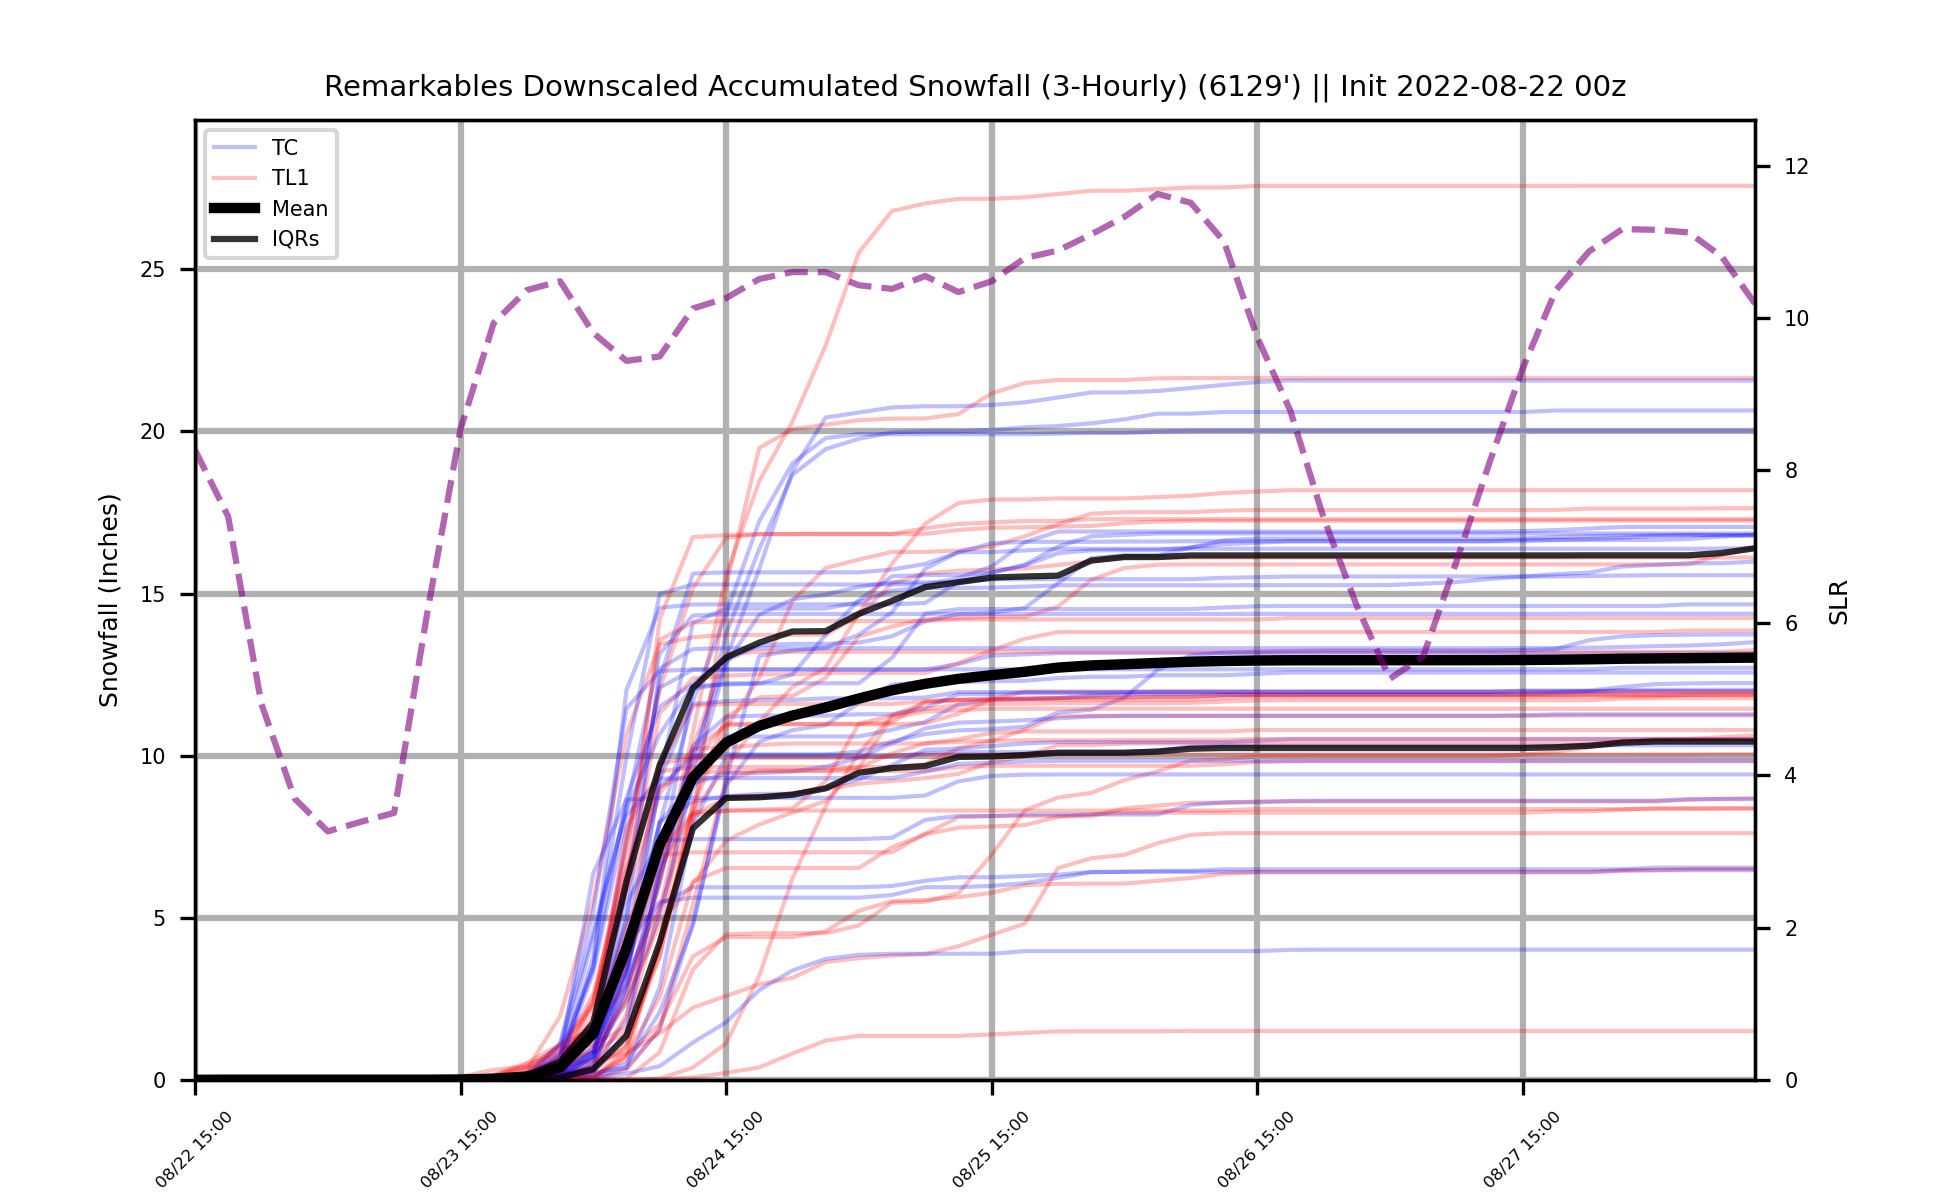 Remarkables Downscaled Accumulated Snowfall (3-Hourly) (6129') || Init 2022-08-22 00z
TC
TL1
Mean
IQRs
25
20
15
10
5
0
Snowfall (Inches)
12
10
8
6
4
2
0
SLR
08/22 15:00
08/23 15:00
08/24 15:00
08/25 15:00
08/26 15:00
08/27 15:00